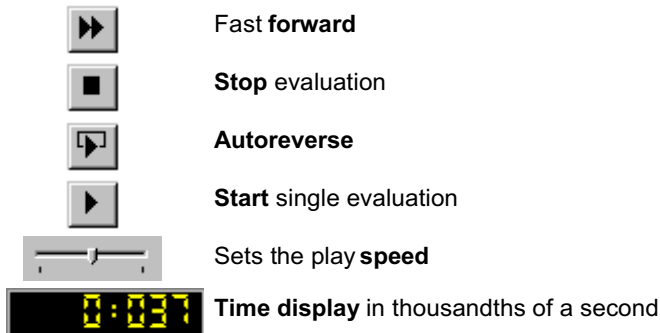 Fast forward
Stop evaluation
Autoreverse
Start single evaluation
Sets the play speed
0:037 Time display in thousandths of a second